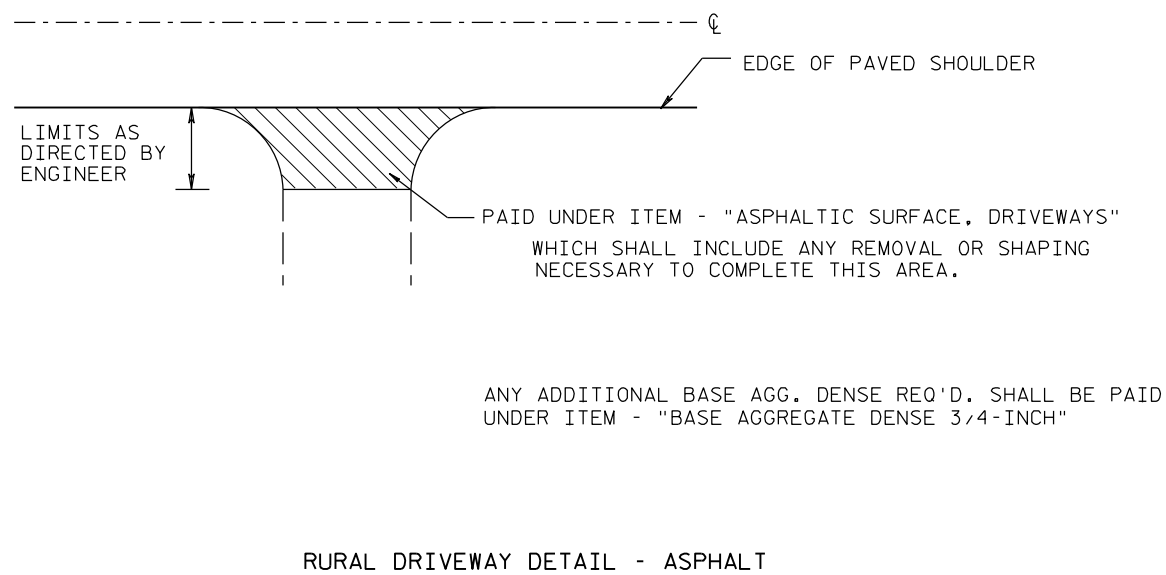 ℄
EDGE OF PAVED SHOULDER
LIMITS AS
DIRECTED BY
ENGINEER
PAID UNDER ITEM - "ASPHALTIC SURFACE, DRIVEWAYS"
WHICH SHALL INCLUDE ANY REMOVAL OR SHAPING
NECESSARY TO COMPLETE THIS AREA.
ANY ADDITIONAL BASE AGG. DENSE REQ'D. SHALL BE PAID
UNDER ITEM - "BASE AGGREGATE DENSE 3/4-INCH"
RURAL DRIVEWAY DETAIL - ASPHALT